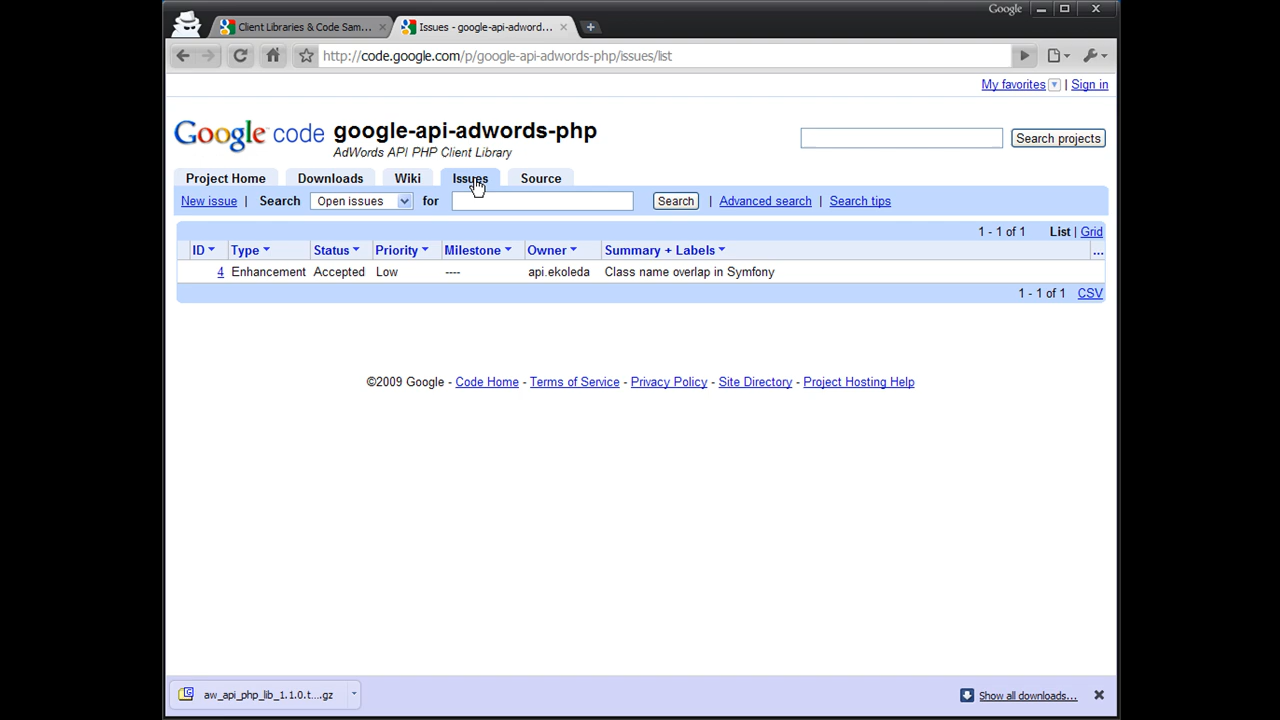 Google
Client Libraries & Code Sam...
Issues - google-api-adword...
http://code.google.com/p/google-api-adwords-php/issues/list
My favorites | Sign in
Google code
google-api-adwords-php
AdWords API PHP Client Library
Search projects
Project Home Downloads Wiki Issues Source
New issue | Search Open issues for Search | Advanced search | Search tips
1 - 1 of 1 List | Grid
ID Type Status Priority Milestone Owner Summary + Labels ...
4 Enhancement Accepted Low ---- api.ekoleda Class name overlap in Symfony
1 - 1 of 1 CSV
©2009 Google - Code Home - Terms of Service - Privacy Policy - Site Directory - Project Hosting Help
aw_api_php_lib_1.1.0.t....gz
Show all downloads...